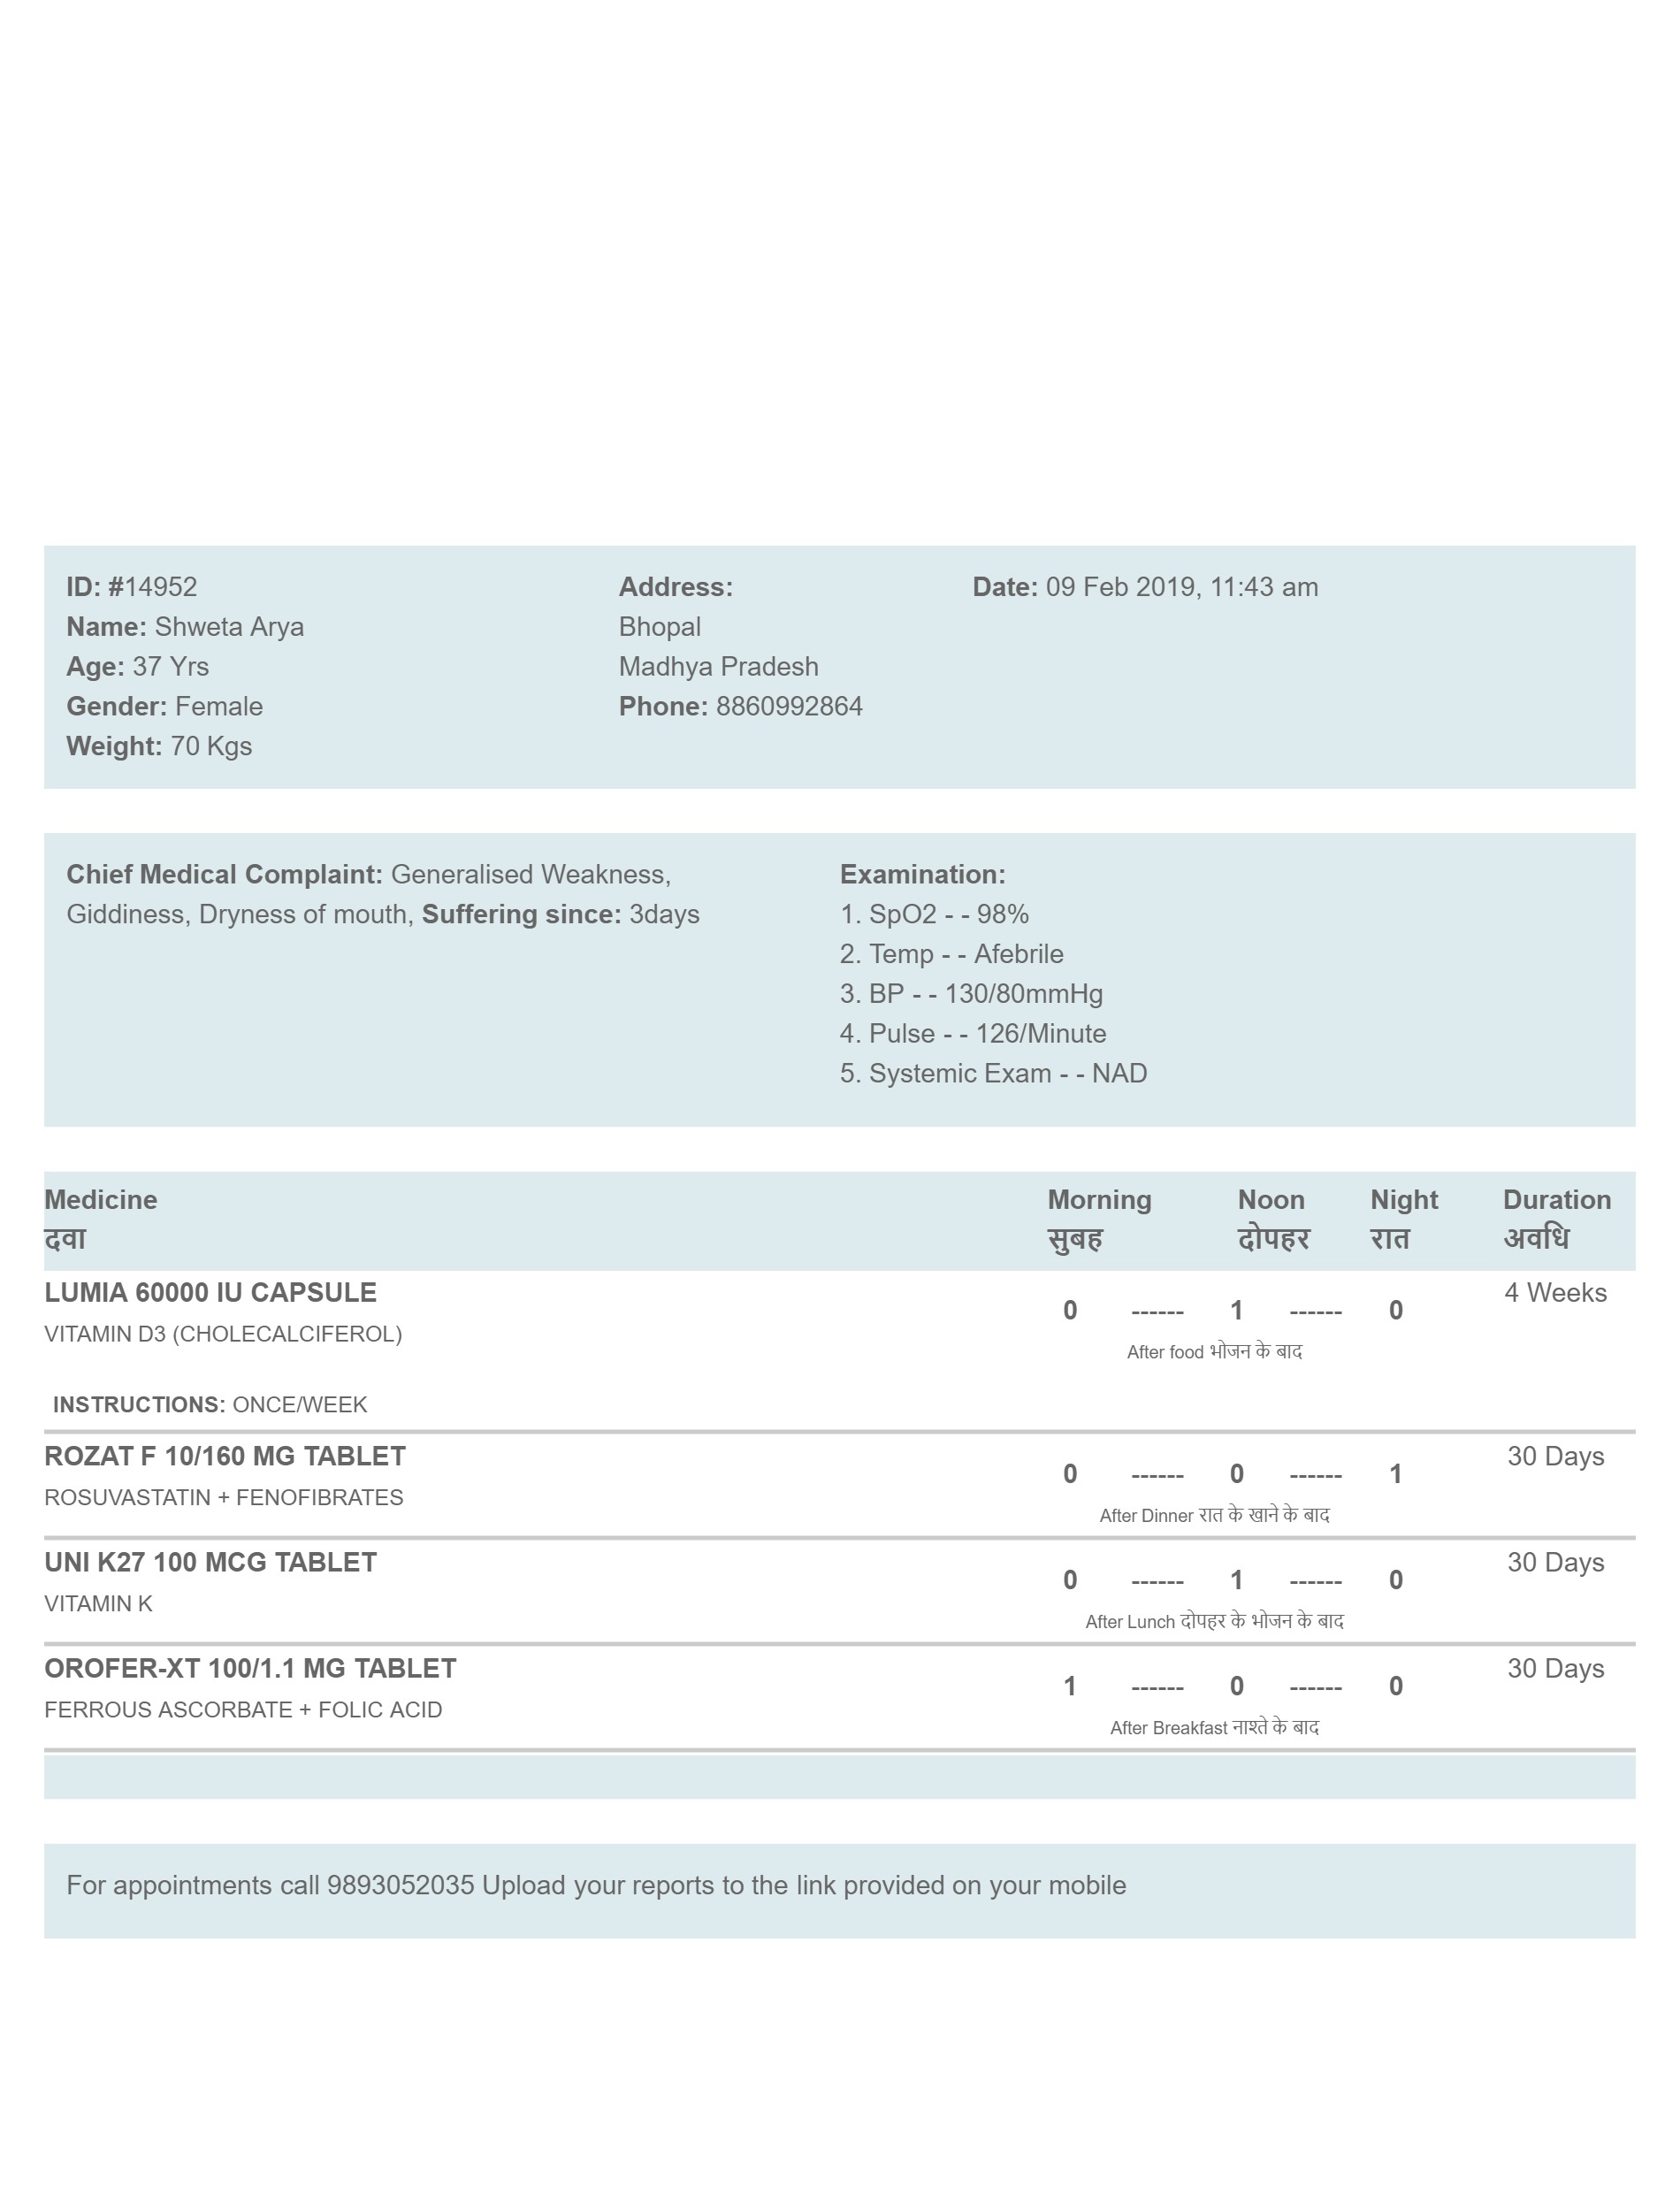 ID: #14952
Name: Shweta Arya
Age: 37 Yrs
Gender: Female
Weight: 70 Kgs
Address:
Bhopal
Madhya Pradesh
Phone: 8860992864
Date: 09 Feb 2019, 11:43 am
Chief Medical Complaint: Generalised Weakness,
Giddiness, Dryness of mouth, Suffering since: 3days
Examination:
1. SpO2 - - 98%
2. Temp - - Afebrile
3. BP - - 130/80mmHg
4. Pulse - - 126/Minute
5. Systemic Exam - - NAD
Medicine Morning Noon Night Duration
दवा सुबह दोपहर रात अवधि
LUMIA 60000 IU CAPSULE 4 Weeks
0 ------ 1 ------ 0
VITAMIN D3 (CHOLECALCIFEROL)
After food भोजन के बाद
INSTRUCTIONS: ONCE/WEEK
ROZAT F 10/160 MG TABLET 30 Days
0 ------ 0 ------ 1
ROSUVASTATIN + FENOFIBRATES
After Dinner रात के खाने के बाद
UNI K27 100 MCG TABLET 30 Days
0 ------ 1 ------ 0
VITAMIN K
After Lunch दोपहर के भोजन के बाद
OROFER-XT 100/1.1 MG TABLET 30 Days
1 ------ 0 ------ 0
FERROUS ASCORBATE + FOLIC ACID
After Breakfast नाश्ते के बाद
For appointments call 9893052035 Upload your reports to the link provided on your mobile